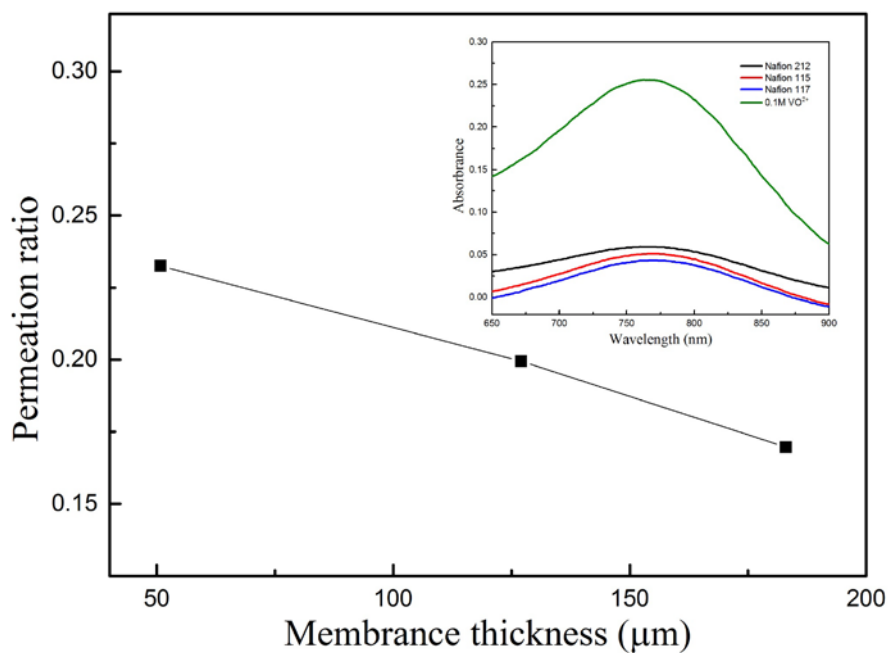 0.30
0.25
0.20
0.15
Permeation ratio
50
100
150
200
Membrance thickness (μm)
0.30
0.25
0.20
0.15
0.10
0.05
0.00
Absorbrance
650
700
750
800
850
900
Wavelength (nm)
Nafion 212
Nafion 115
Nafion 117
0.1M VO²⁺